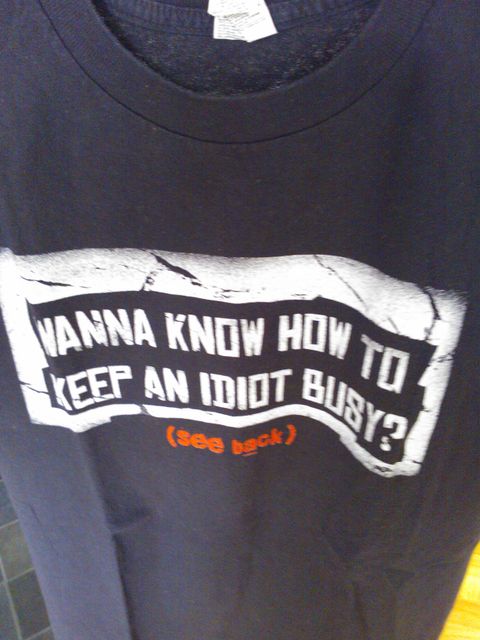 WANNA KNOW HOW TO
KEEP AN IDIOT BUSY?
(see back)